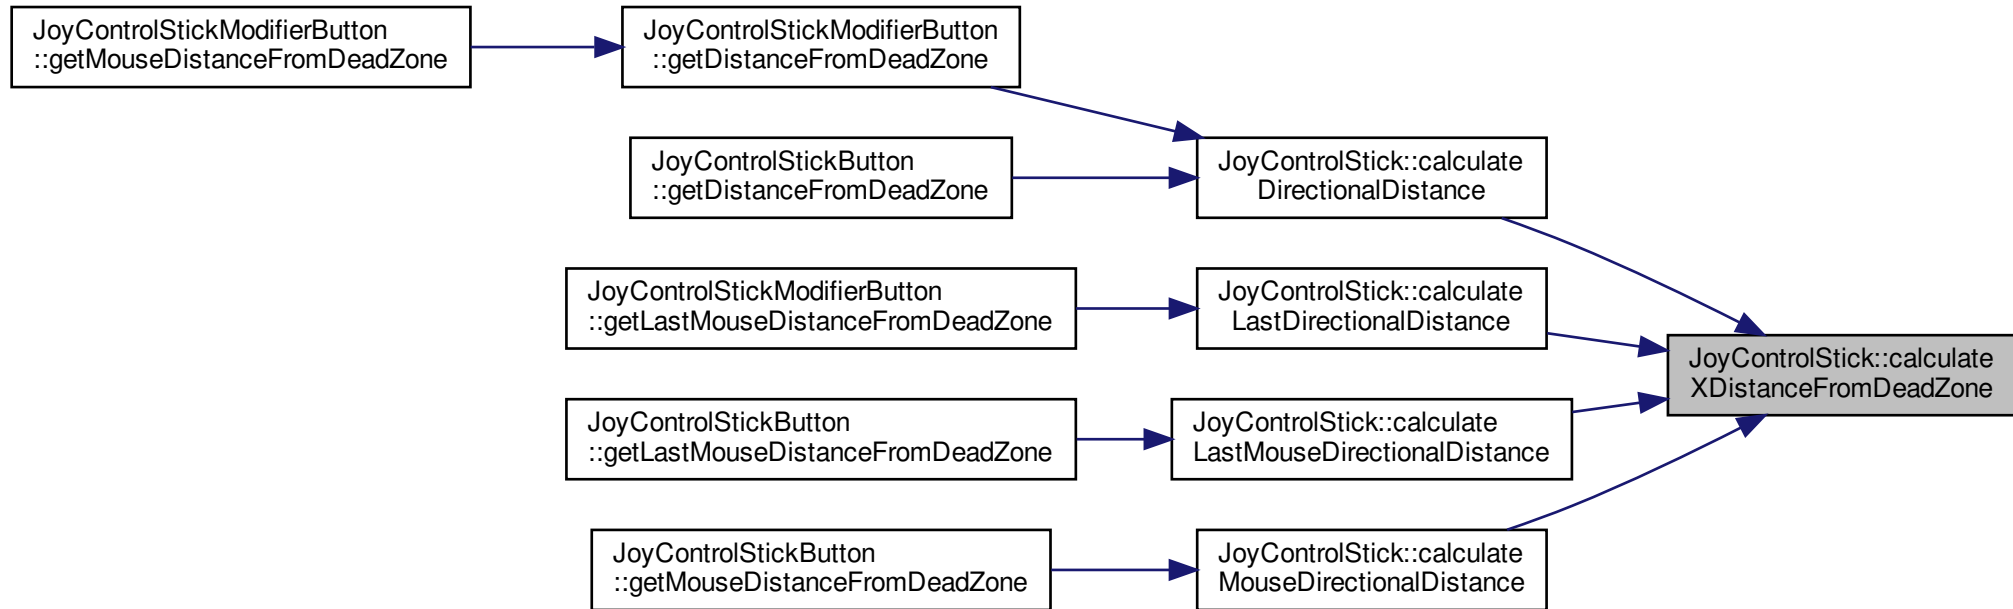 JoyControlStickModifierButton
::getMouseDistanceFromDeadZone
JoyControlStickModifierButton
::getDistanceFromDeadZone
JoyControlStickButton
::getDistanceFromDeadZone
JoyControlStick::calculate
DirectionalDistance
JoyControlStickModifierButton
::getLastMouseDistanceFromDeadZone
JoyControlStick::calculate
LastDirectionalDistance
JoyControlStick::calculate
XDistanceFromDeadZone
JoyControlStickButton
::getLastMouseDistanceFromDeadZone
JoyControlStick::calculate
LastMouseDirectionalDistance
JoyControlStickButton
::getMouseDistanceFromDeadZone
JoyControlStick::calculate
MouseDirectionalDistance